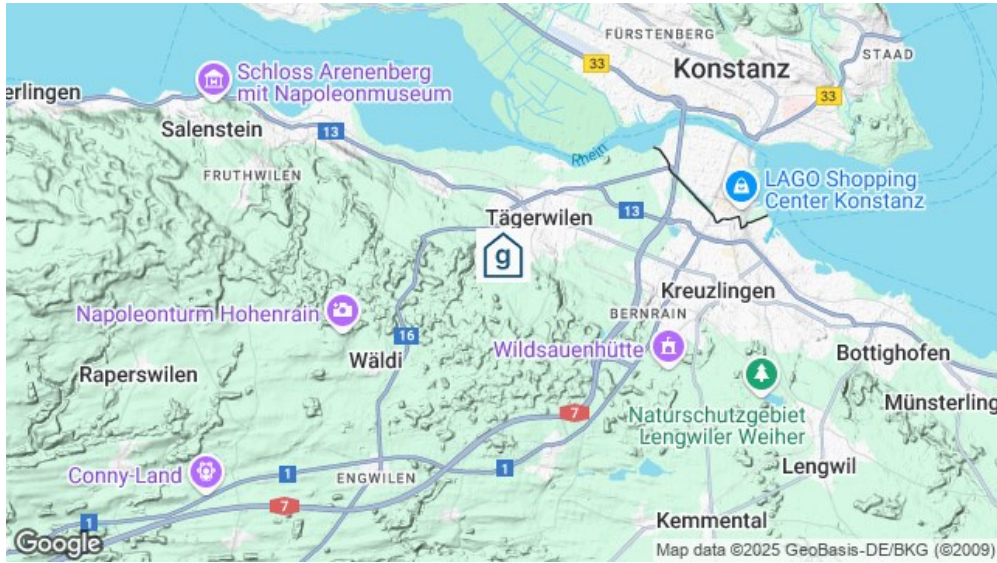 FÜRSTENBERG
STAAD
33
Konstanz
33
Schloss Arenenberg
mit Napoleonmuseum
erlingen
Salenstein
13
Rhein
FRUTHWILEN
LAGO Shopping
Center Konstanz
13
Tägerwilen
g
Kreuzlingen
Napoleonturm Hohenrain
BERNRAIN
16
Wildsauenhütte
Bottighofen
Wäldi
Raperswilen
Münsterling
7
Naturschutzgebiet
Lengwiler Weiher
Conny-Land
1
1
Lengwil
ENGWILEN
7
1
Kemmental
Google
Map data ©2025 GeoBasis-DE/BKG (©2009)